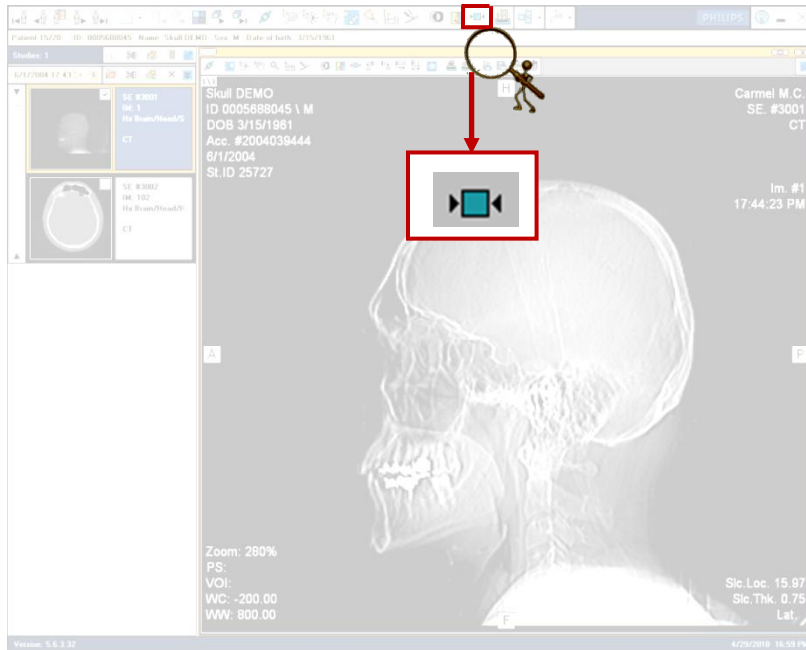 PHILIPS
Patient 15/20 ID: 0005688045 Name: Skull DEMO Sex: M Date of birth: 3/15/1961
Studies: 1
6/1/2004 17:43
SE #3001
IM: 1
Hx Brain/Head/S
CT
SE #3002
IM: 102
Hx Brain/Head/H
CT
Skull DEMO
ID 0005688045 \ M
DOB 3/15/1961
Acc. #2004039444
6/1/2004
St.ID 25727
H
Carmel M.C.
SE. #3001
CT
Im. #1
17:44:23 PM
A
P
Zoom: 280%
PS:
VOI:
WC: -200.00
WW: 800.00
F
Slc.Loc. 15.97
Slc.Thk. 0.75
Lat.
Version: 5.6.3.32
4/29/2010 16:59 PM